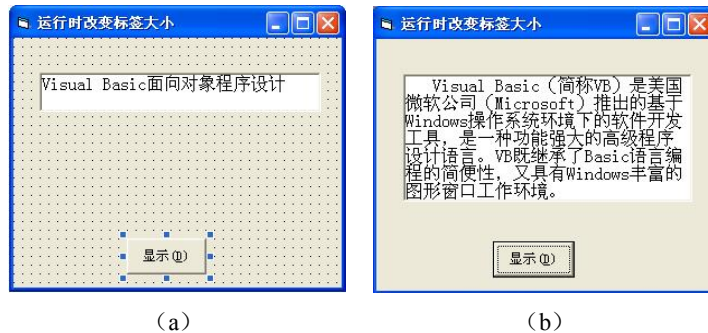 运行时改变标签大小
Visual Basic面向对象程序设计
显示(D)
(a)
运行时改变标签大小
Visual Basic（简称VB）是美国
微软公司（Microsoft）推出的基于
Windows操作系统环境下的软件开发
工具，是一种功能强大的高级程序
设计语言。VB既继承了Basic语言编
程的简便性，又具有Windows丰富的
图形窗口工作环境。
显示(D)
(b)